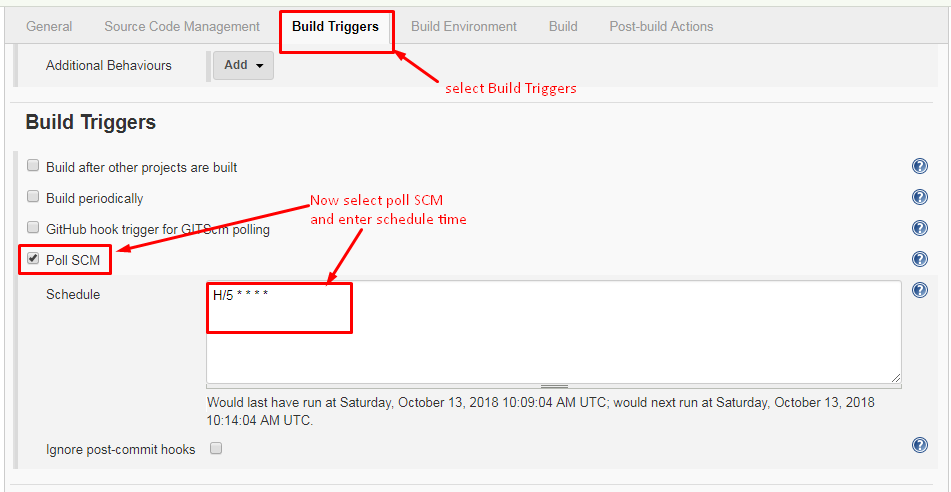 General Source Code Management Build Triggers Build Environment Build Post-build Actions
Additional Behaviours Add
select Build Triggers
Build Triggers
Build after other projects are built
Build periodically
Now select poll SCM
and enter schedule time
GitHub hook trigger for GITScm polling
Poll SCM
Schedule
H/5 * * * *
Would last have run at Saturday, October 13, 2018 10:09:04 AM UTC; would next run at Saturday, October 13, 2018
10:14:04 AM UTC.
Ignore post-commit hooks